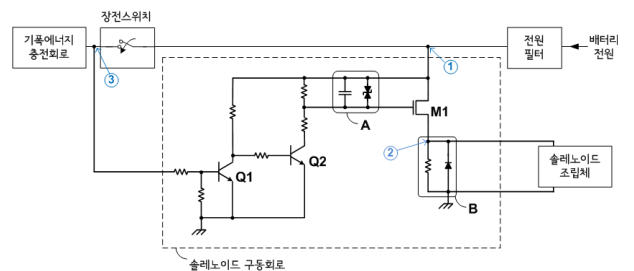 장전스위치
기폭에너지
충전회로
③
①
전원
필터
배터리
전원
A
M1
②
Q1
Q2
솔레노이드
조립체
B
솔레노이드 구동회로